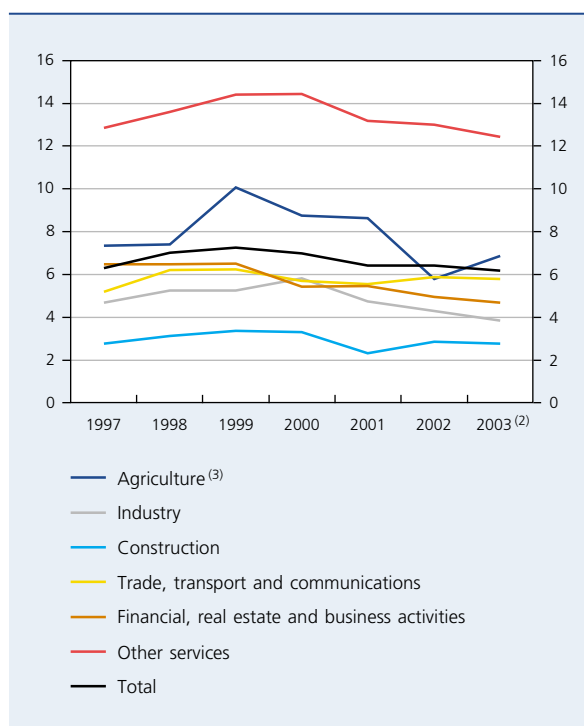 16 16
14 14
12 12
10 10
8 8
6 6
4 4
2 2
0 0
1997 1998 1999 2000 2001 2002 2003 (2)
Agriculture (3)
Industry
Construction
Trade, transport and communications
Financial, real estate and business activities
Other services
Total